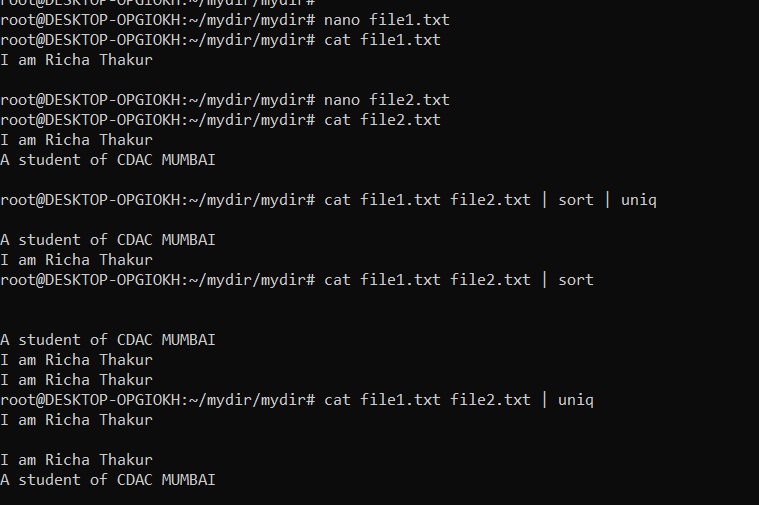 root@DESKTOP-OPGIOKH:~/mydir/mydir#
root@DESKTOP-OPGIOKH:~/mydir/mydir# nano file1.txt
root@DESKTOP-OPGIOKH:~/mydir/mydir# cat file1.txt
I am Richa Thakur
root@DESKTOP-OPGIOKH:~/mydir/mydir# nano file2.txt
root@DESKTOP-OPGIOKH:~/mydir/mydir# cat file2.txt
I am Richa Thakur
A student of CDAC MUMBAI
root@DESKTOP-OPGIOKH:~/mydir/mydir# cat file1.txt file2.txt | sort | uniq
A student of CDAC MUMBAI
I am Richa Thakur
root@DESKTOP-OPGIOKH:~/mydir/mydir# cat file1.txt file2.txt | sort
A student of CDAC MUMBAI
I am Richa Thakur
I am Richa Thakur
root@DESKTOP-OPGIOKH:~/mydir/mydir# cat file1.txt file2.txt | uniq
I am Richa Thakur
I am Richa Thakur
A student of CDAC MUMBAI